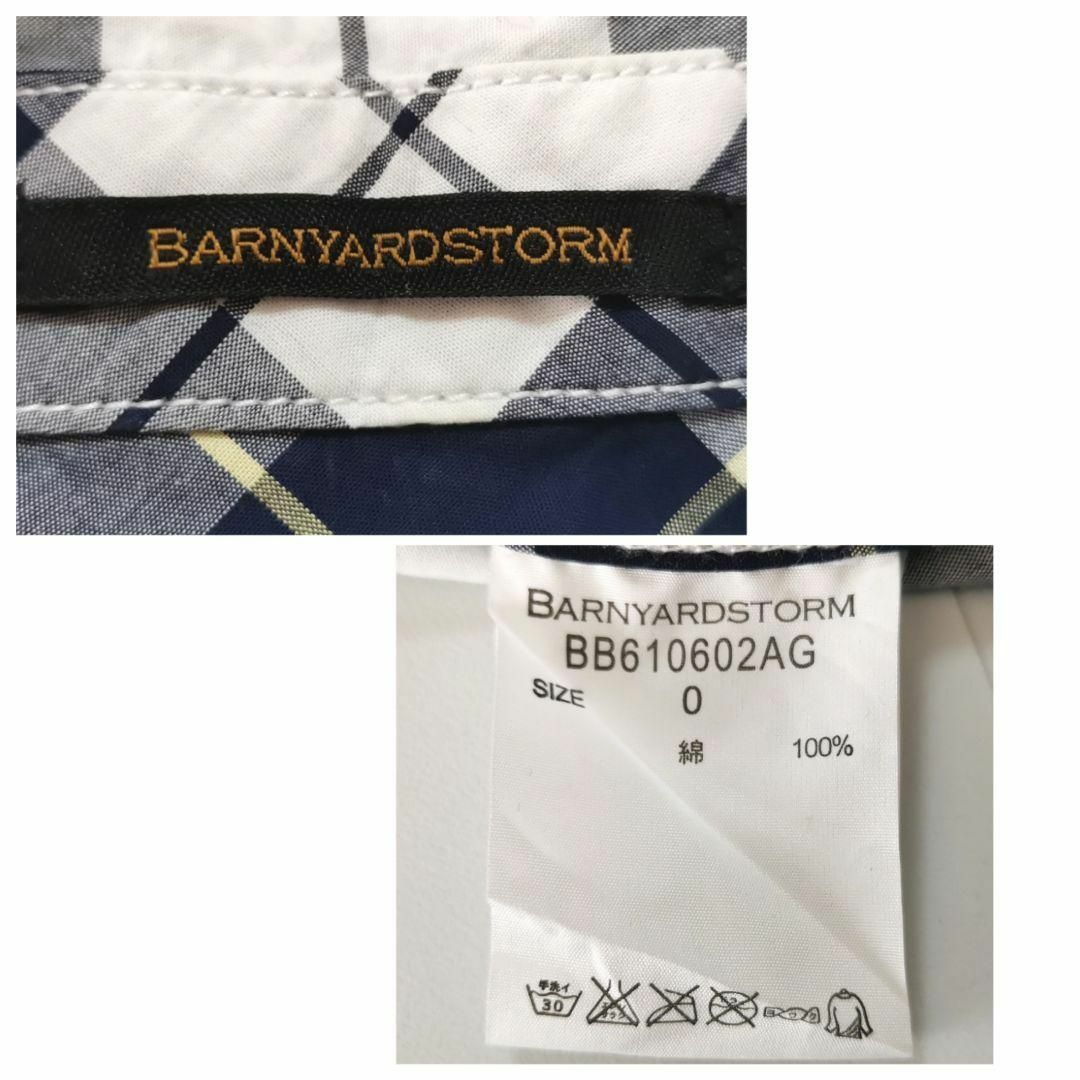 BARNYARDSTORM
BARNYARDSTORM
BB610602AG
SIZE 0
綿 100%
手洗イ
30